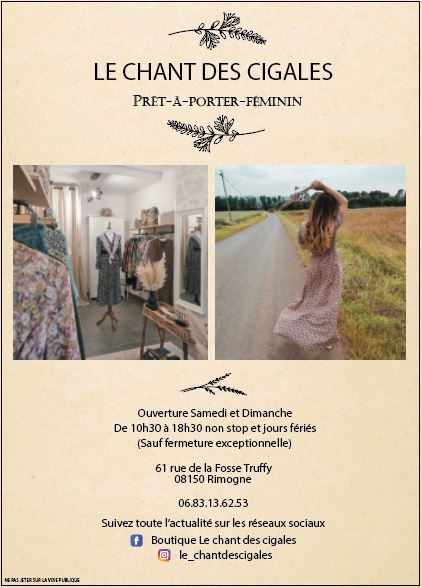 LE CHANT DES CIGALES
PRÊT-À-PORTER-FÉMININ
Ouverture Samedi et Dimanche
De 10h30 à 18h30 non stop et jours fériés
(Sauf fermeture exceptionnelle)
61 rue de la Fosse Truffy
08150 Rimogne
06.83.13.62.53
Suivez toute l'actualité sur les réseaux sociaux
Boutique Le chant des cigales
le_chantdescigales
NE PAS JETER SUR LA VOIE PUBLIQUE